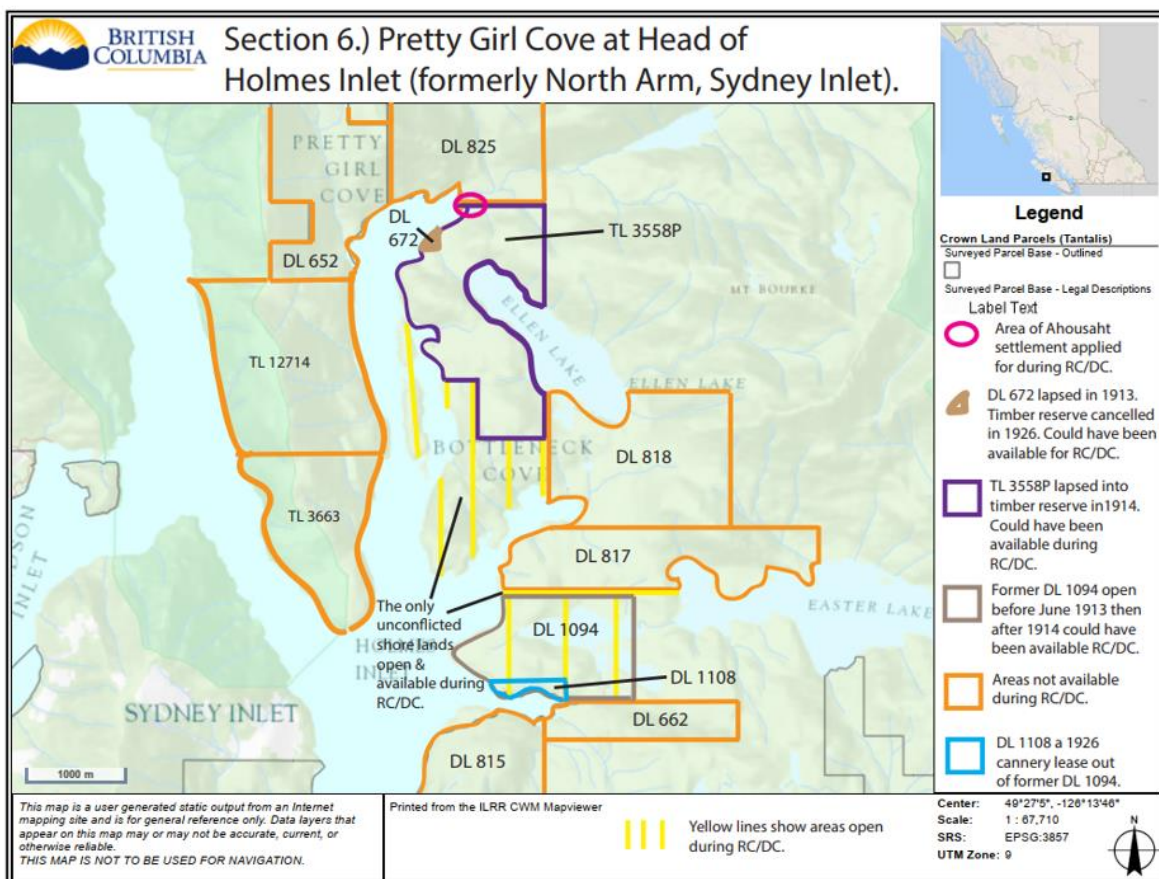 BRITISH
COLUMBIA
Section 6.) Pretty Girl Cove at Head of
Holmes Inlet (formerly North Arm, Sydney Inlet).
PRETTY
GIRL
COVE
DL 825
DL
672
TL 3558P
DL 652
MT BOURKE
ELLEN LAKE
TL 12714
ELLEN LAKE
BOTTLENECK
COVE
DL 818
TL 3663
DL 817
INLET
EASTER LAKE
The only
unconflicted
shore lands
open &
available during
RC/DC.
HOLMES
INLET
DL 1094
DL 1108
SYDNEY INLET
DL 662
DL 815
1000 m
Legend
Crown Land Parcels (Tantalis)
Surveyed Parcel Base - Outlined
Surveyed Parcel Base - Legal Descriptions
Label Text
Area of Ahousaht
settlement applied
for during RC/DC.
DL 672 lapsed in 1913.
Timber reserve cancelled
in 1926. Could have been
available for RC/DC.
TL 3558P lapsed into
timber reserve in1914.
Could have been
available during
RC/DC.
Former DL 1094 open
before June 1913 then
after 1914 could have
been available RC/DC.
Areas not available
during RC/DC.
DL 1108 a 1926
cannery lease out
of former DL 1094.
This map is a user generated static output from an Internet
mapping site and is for general reference only. Data layers that
appear on this map may or may not be accurate, current, or
otherwise reliable.
THIS MAP IS NOT TO BE USED FOR NAVIGATION.
Printed from the ILRR CWM Mapviewer
Yellow lines show areas open
during RC/DC.
Center: 49°27'5", -126°13'46"
Scale: 1 : 67,710
SRS: EPSG:3857
UTM Zone: 9
N